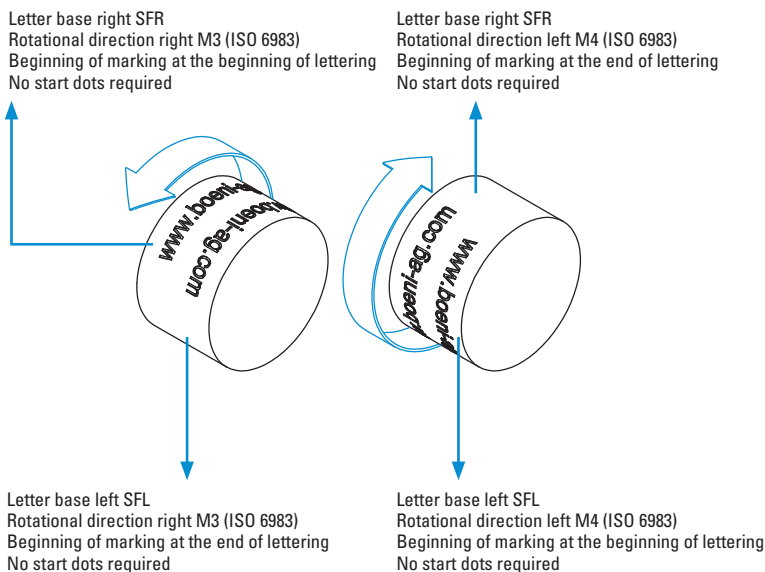 Letter base right SFR
Rotational direction right M3 (ISO 6983)
Beginning of marking at the beginning of lettering
No start dots required
Letter base right SFR
Rotational direction left M4 (ISO 6983)
Beginning of marking at the end of lettering
No start dots required
www.boeni-
.boeni-ag.com
boeni-ag.com
www.boeni-a
Letter base left SFL
Rotational direction right M3 (ISO 6983)
Beginning of marking at the end of lettering
No start dots required
Letter base left SFL
Rotational direction left M4 (ISO 6983)
Beginning of marking at the beginning of lettering
No start dots required